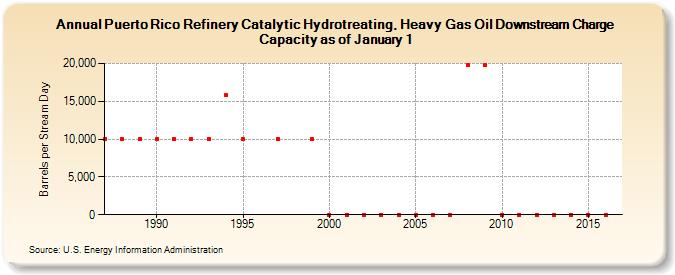 Annual Puerto Rico Refinery Catalytic Hydrotreating, Heavy Gas Oil Downstream Charge
Capacity as of January 1
Barrels per Stream Day
20,000
15,000
10,000
5,000
0
1990
1995
2000
2005
2010
2015
Source: U.S. Energy Information Administration